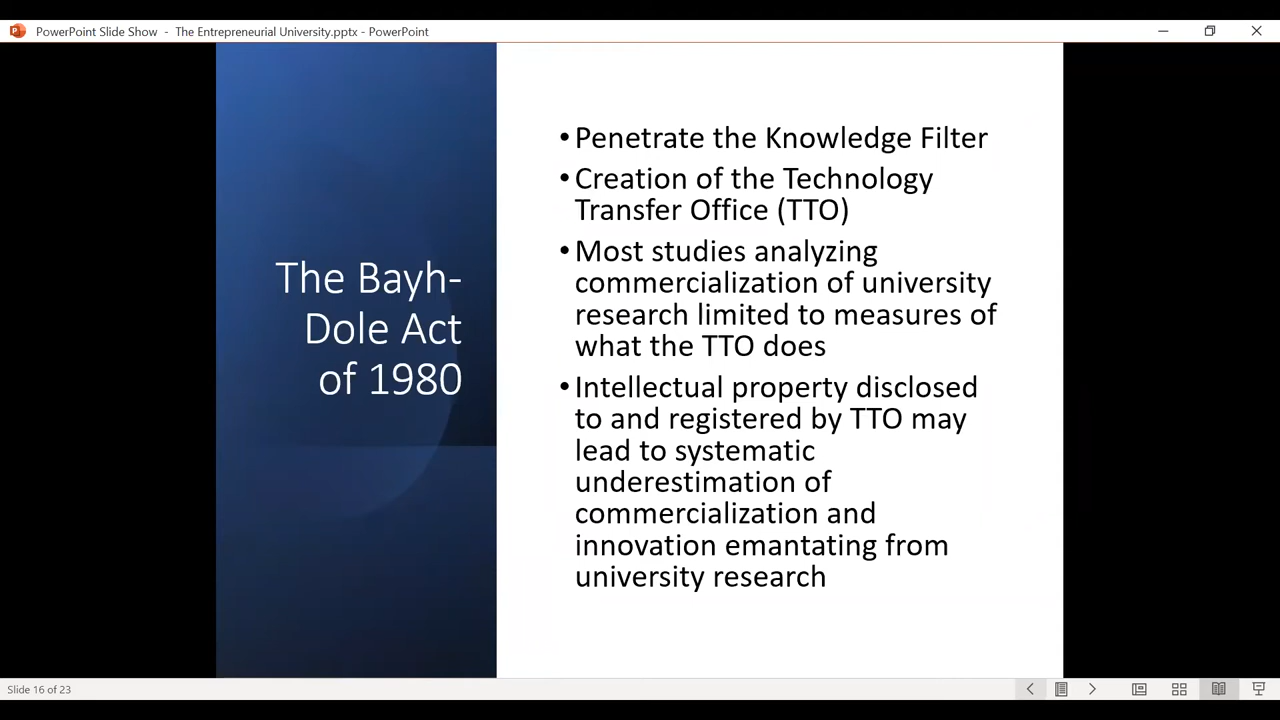 PowerPoint Slide Show - The Entrepreneurial University.pptx - PowerPoint
The Bayh-
Dole Act
of 1980
• Penetrate the Knowledge Filter
• Creation of the Technology
Transfer Office (TTO)
• Most studies analyzing
commercialization of university
research limited to measures of
what the TTO does
• Intellectual property disclosed
to and registered by TTO may
lead to systematic
underestimation of
commercialization and
innovation emantating from
university research
Slide 16 of 23